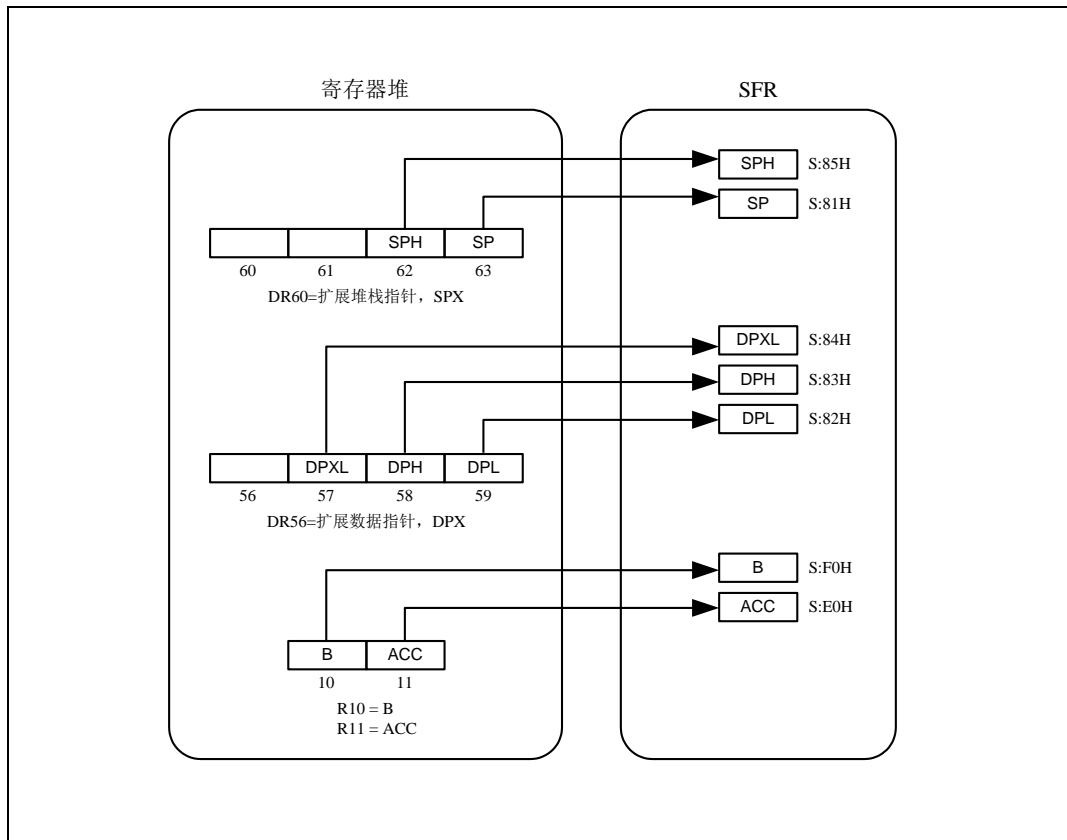 寄存器堆
SFR
SPH S:85H
SP S:81H
SPH SP
60 61 62 63
DR60=扩展堆栈指针，SPX
DPXL S:84H
DPH S:83H
DPL S:82H
DPXL DPH DPL
56 57 58 59
DR56=扩展数据指针，DPX
B S:F0H
ACC S:E0H
B ACC
10 11
R10 = B
R11 = ACC